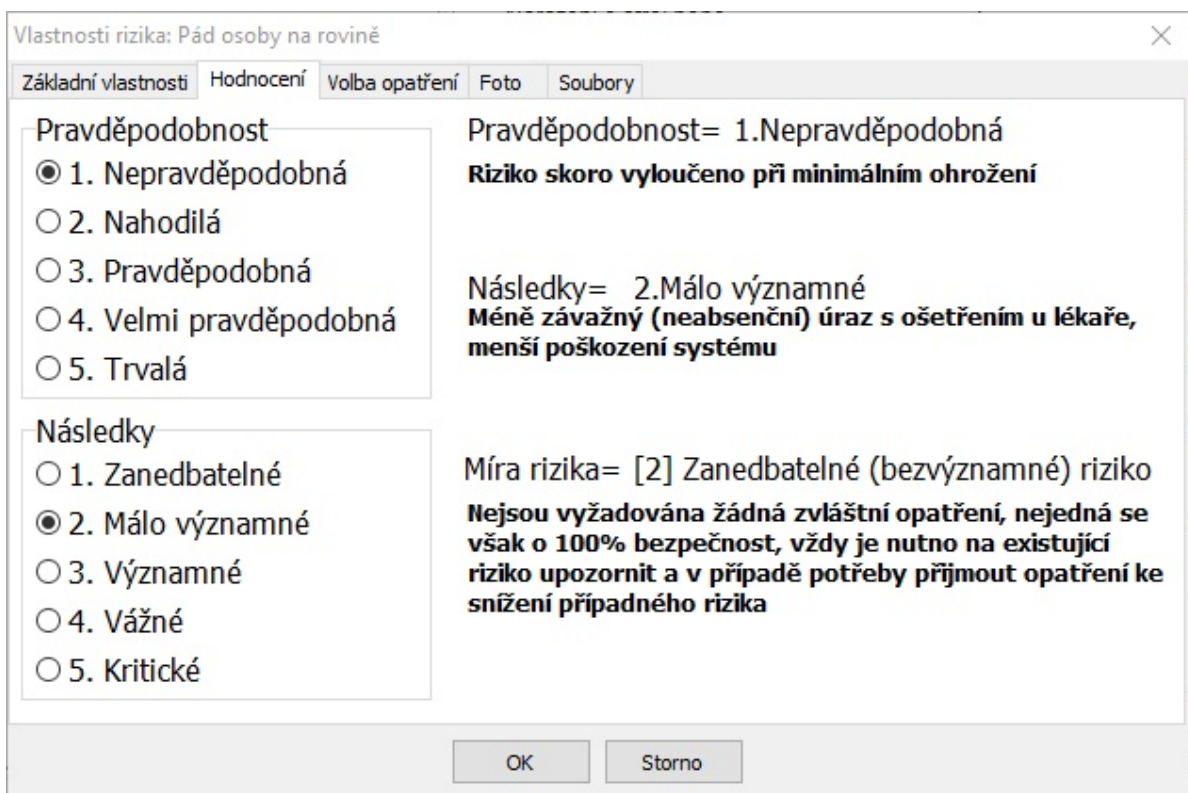 Vlastnosti rizika: Pád osoby na rovině
Základní vlastnosti Hodnocení Volba opatření Foto Soubory
Pravděpodobnost
1. Nepravděpodobná
2. Nahodilá
3. Pravděpodobná
4. Velmi pravděpodobná
5. Trvalá
Následky
1. Zanedbatelné
2. Málo významné
3. Významné
4. Vážné
5. Kritické
Pravděpodobnost= 1.Nepravděpodobná
Riziko skoro vyloučeno při minimálním ohrožení
Následky= 2.Málo významné
Méně závažný (neabsenční) úraz s ošetřením u lékaře,
menší poškození systému
Míra rizika= [2] Zanedbatelné (bezvýznamné) riziko
Nejsou vyžadována žádná zvláštní opatření, nejedná se
však o 100% bezpečnost, vždy je nutno na existující
riziko upozornit a v případě potřeby přijmout opatření ke
snížení případného rizika
OK Storno